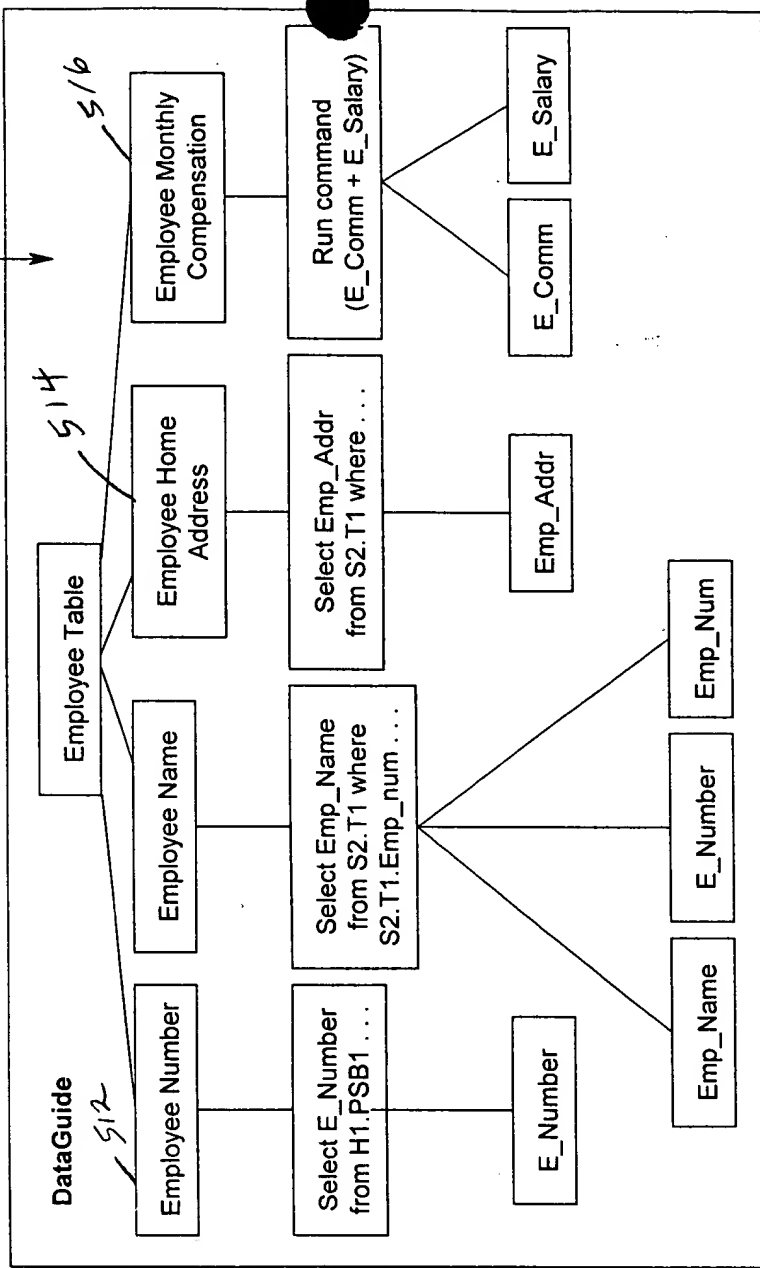 DataGuide
Employee Table
512
514
516
Employee Number
Employee Name
Employee Home
Address
Employee Monthly
Compensation
Select E_Number
from H1.PSB1 . . . .
Select Emp_Name
from S2.T1 where
S2.T1.Emp_num . . . .
Select Emp_Addr
from S2.T1 where . . . .
Run command
(E_Comm + E_Salary)
E_Number
Emp_Name
E_Number
Emp_Num
Emp_Addr
E_Comm
E_Salary